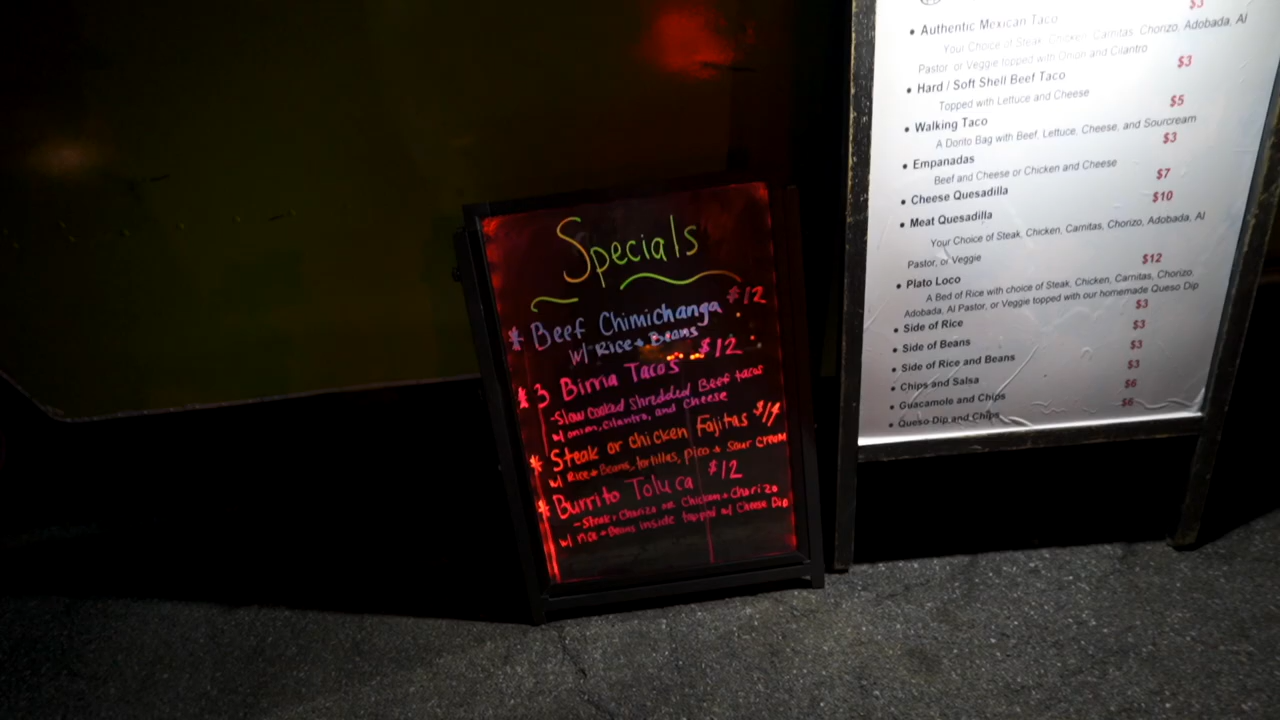 Specials
* Beef Chimichanga $12
w/ Rice + Beans
* 3 Birria Taco's $12
-Slow cooked shredded Beef tacos
w/ onion, cilantro, and Cheese
* Steak or chicken Fajitas $14
w/ Rice + Beans, tortillas, pico + Sour Cream
* Burrito Toluca $12
-Steak + Chorizo or Chicken + Chorizo
w/ rice + Beans inside topped w/ Cheese Dip
$3
• Authentic Mexican Taco
Your Choice of Steak, Chicken, Carnitas, Chorizo, Adobada, Al
Pastor, or Veggie topped with Onion and Cilantro
• Hard / Soft Shell Beef Taco $3
Topped with Lettuce and Cheese
• Walking Taco $5
A Dorito Bag with Beef, Lettuce, Cheese, and Sourcream
• Empanadas $3
Beef and Cheese or Chicken and Cheese
• Cheese Quesadilla $7
• Meat Quesadilla $10
Your Choice of Steak, Chicken, Carnitas, Chorizo, Adobada, Al
Pastor, or Veggie
• Plato Loco $12
A Bed of Rice with choice of Steak, Chicken, Carnitas, Chorizo,
Adobada, Al Pastor, or Veggie topped with our homemade Queso Dip
• Side of Rice $3
• Side of Beans $3
• Side of Rice and Beans $3
• Chips and Salsa $3
• Guacamole and Chips $6
• Queso Dip and Chips $6